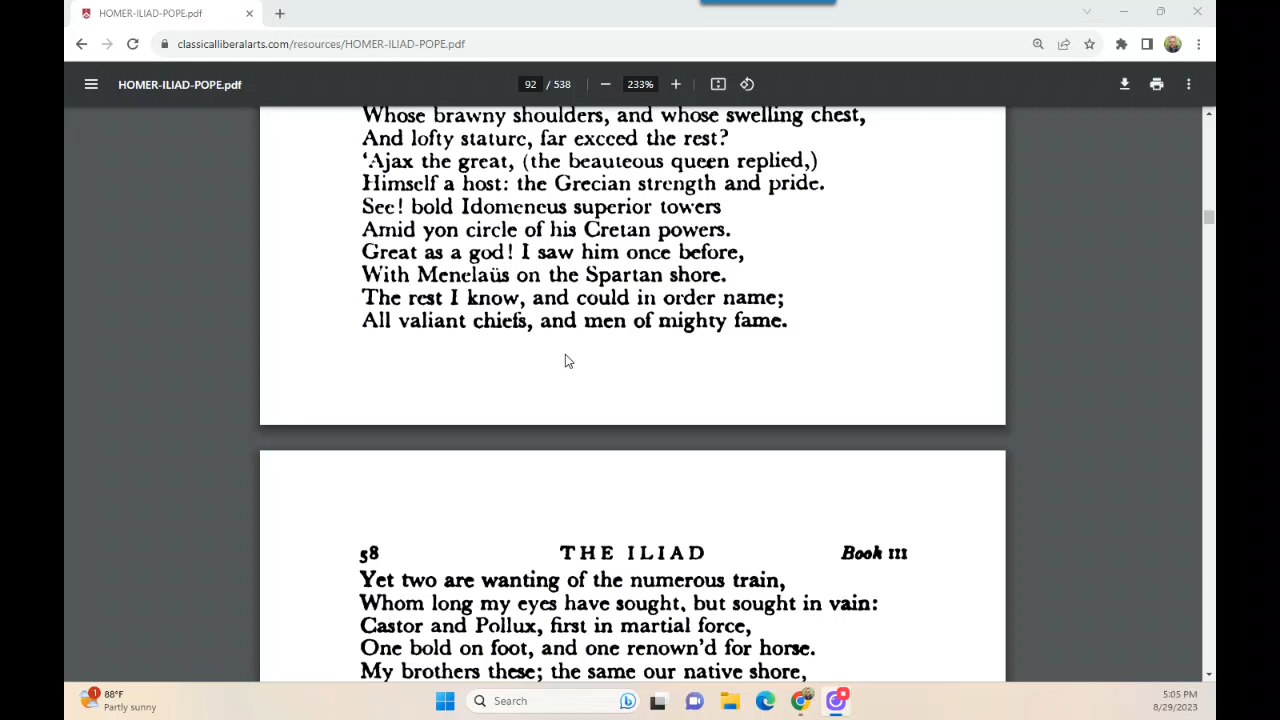 HOMER-ILIAD-POPE.pdf
classicalliberalarts.com/resources/HOMER-ILIAD-POPE.pdf
HOMER-ILIAD-POPE.pdf
92 / 538
233%
Whose brawny shoulders, and whose swelling chest,
And lofty stature, far exceed the rest?
'Ajax the great, (the beauteous queen replied,)
Himself a host: the Grecian strength and pride.
See! bold Idomeneus superior towers
Amid yon circle of his Cretan powers.
Great as a god! I saw him once before,
With Menelaüs on the Spartan shore.
The rest I know, and could in order name;
All valiant chiefs, and men of mighty fame.
58 THE ILIAD Book III
Yet two are wanting of the numerous train,
Whom long my eyes have sought, but sought in vain:
Castor and Pollux, first in martial force,
One bold on foot, and one renown'd for horse.
My brothers these; the same our native shore,
1
88°F
Partly sunny
Search
5:05 PM
8/29/2023